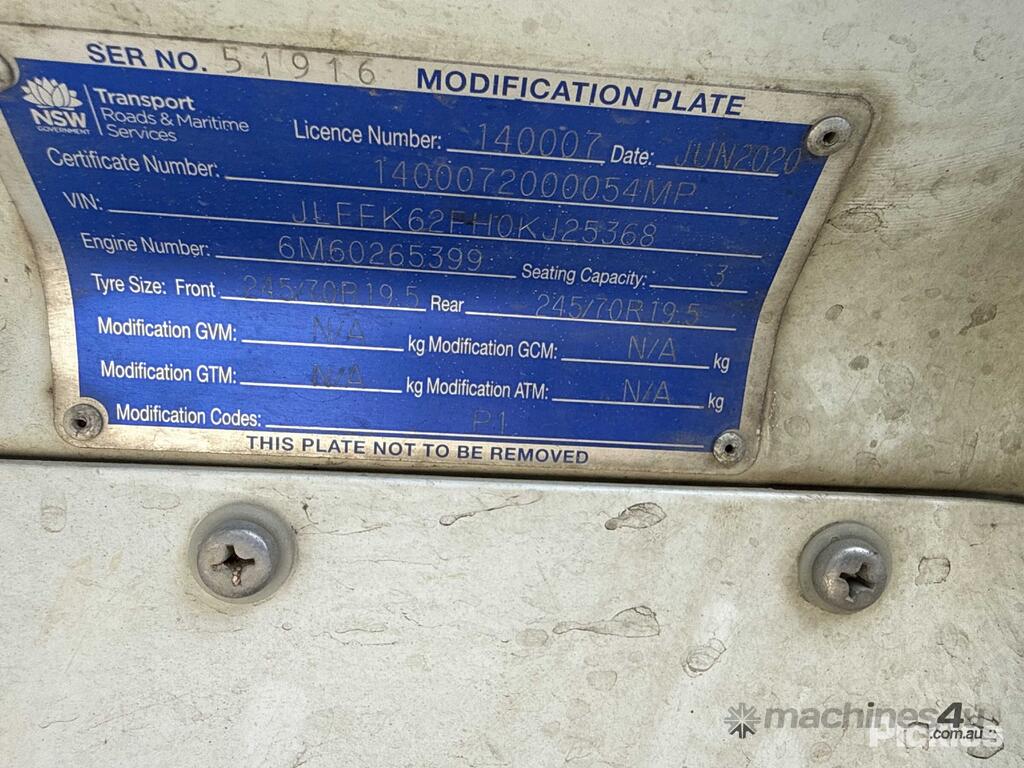 SER NO. 51916 MODIFICATION PLATE
NSW GOVERNMENT
Transport
Roads & Maritime
Services
Licence Number: 140007 Date: JUN2020
Certificate Number: 1400072000054MP
VIN: JLFFK62FH0KJ25368
Engine Number: 6M60265399 Seating Capacity: 3
Tyre Size: Front 245/70R19.5 Rear 245/70R19.5
Modification GVM: N/A kg Modification GCM: N/A kg
Modification GTM: N/A kg Modification ATM: N/A kg
Modification Codes: P1
THIS PLATE NOT TO BE REMOVED
machines4u
.com.au
Pickles